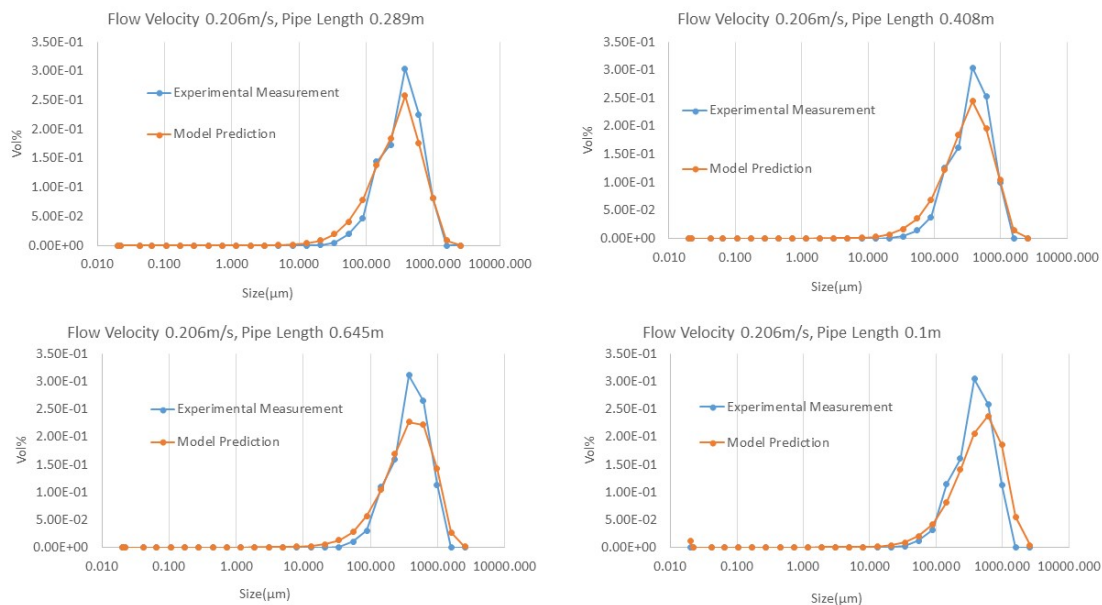 Flow Velocity 0.206m/s, Pipe Length 0.289m
3.50E-01
3.00E-01
2.50E-01
2.00E-01
1.50E-01
1.00E-01
5.00E-02
0.00E+00
Vol%
Experimental Measurement
Model Prediction
0.010 0.100 1.000 10.000 100.000 1000.000 10000.000
Size(µm)
Flow Velocity 0.206m/s, Pipe Length 0.408m
3.50E-01
3.00E-01
2.50E-01
2.00E-01
1.50E-01
1.00E-01
5.00E-02
0.00E+00
Vol%
Experimental Measurement
Model Prediction
0.010 0.100 1.000 10.000 100.000 1000.000 10000.000
Size(µm)
Flow Velocity 0.206m/s, Pipe Length 0.645m
3.50E-01
3.00E-01
2.50E-01
2.00E-01
1.50E-01
1.00E-01
5.00E-02
0.00E+00
Vol%
Experimental Measurement
Model Prediction
0.010 0.100 1.000 10.000 100.000 1000.000 10000.000
Size(µm)
Flow Velocity 0.206m/s, Pipe Length 0.1m
3.50E-01
3.00E-01
2.50E-01
2.00E-01
1.50E-01
1.00E-01
5.00E-02
0.00E+00
Vol%
Experimental Measurement
Model Prediction
0.010 0.100 1.000 10.000 100.000 1000.000 10000.000
Size(µm)